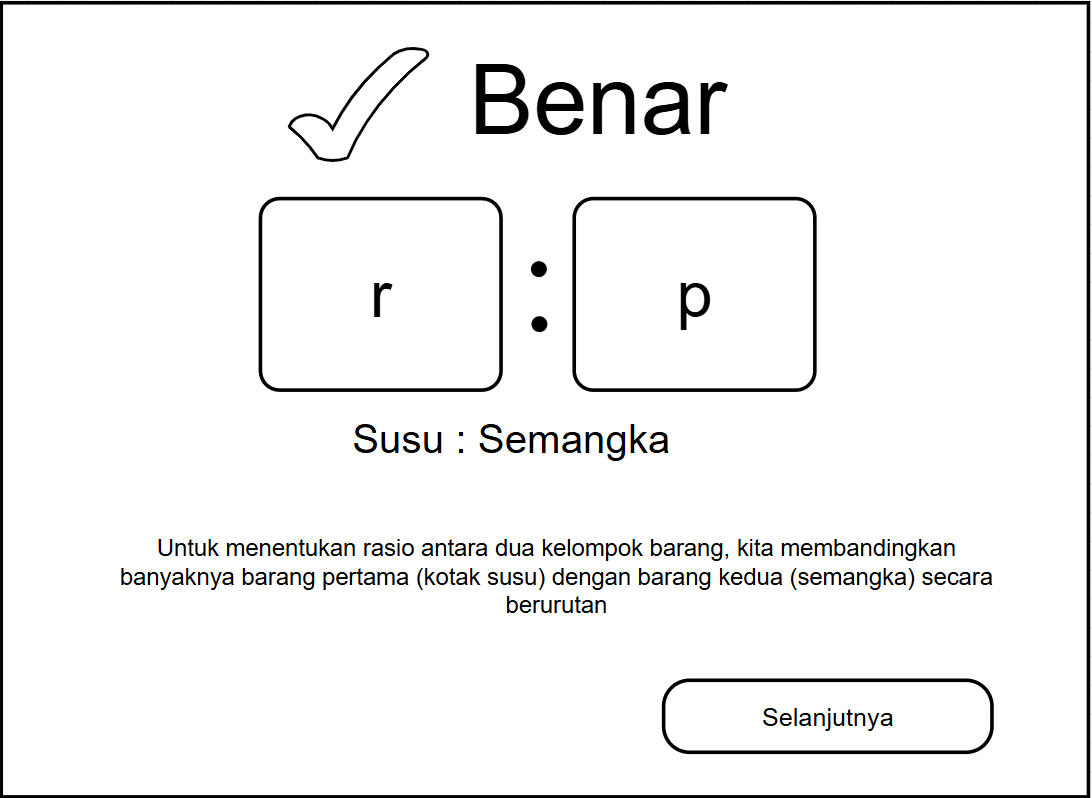 Benar
r : p
Susu : Semangka
Untuk menentukan rasio antara dua kelompok barang, kita membandingkan
banyaknya barang pertama (kotak susu) dengan barang kedua (semangka) secara
berurutan
Selanjutnya